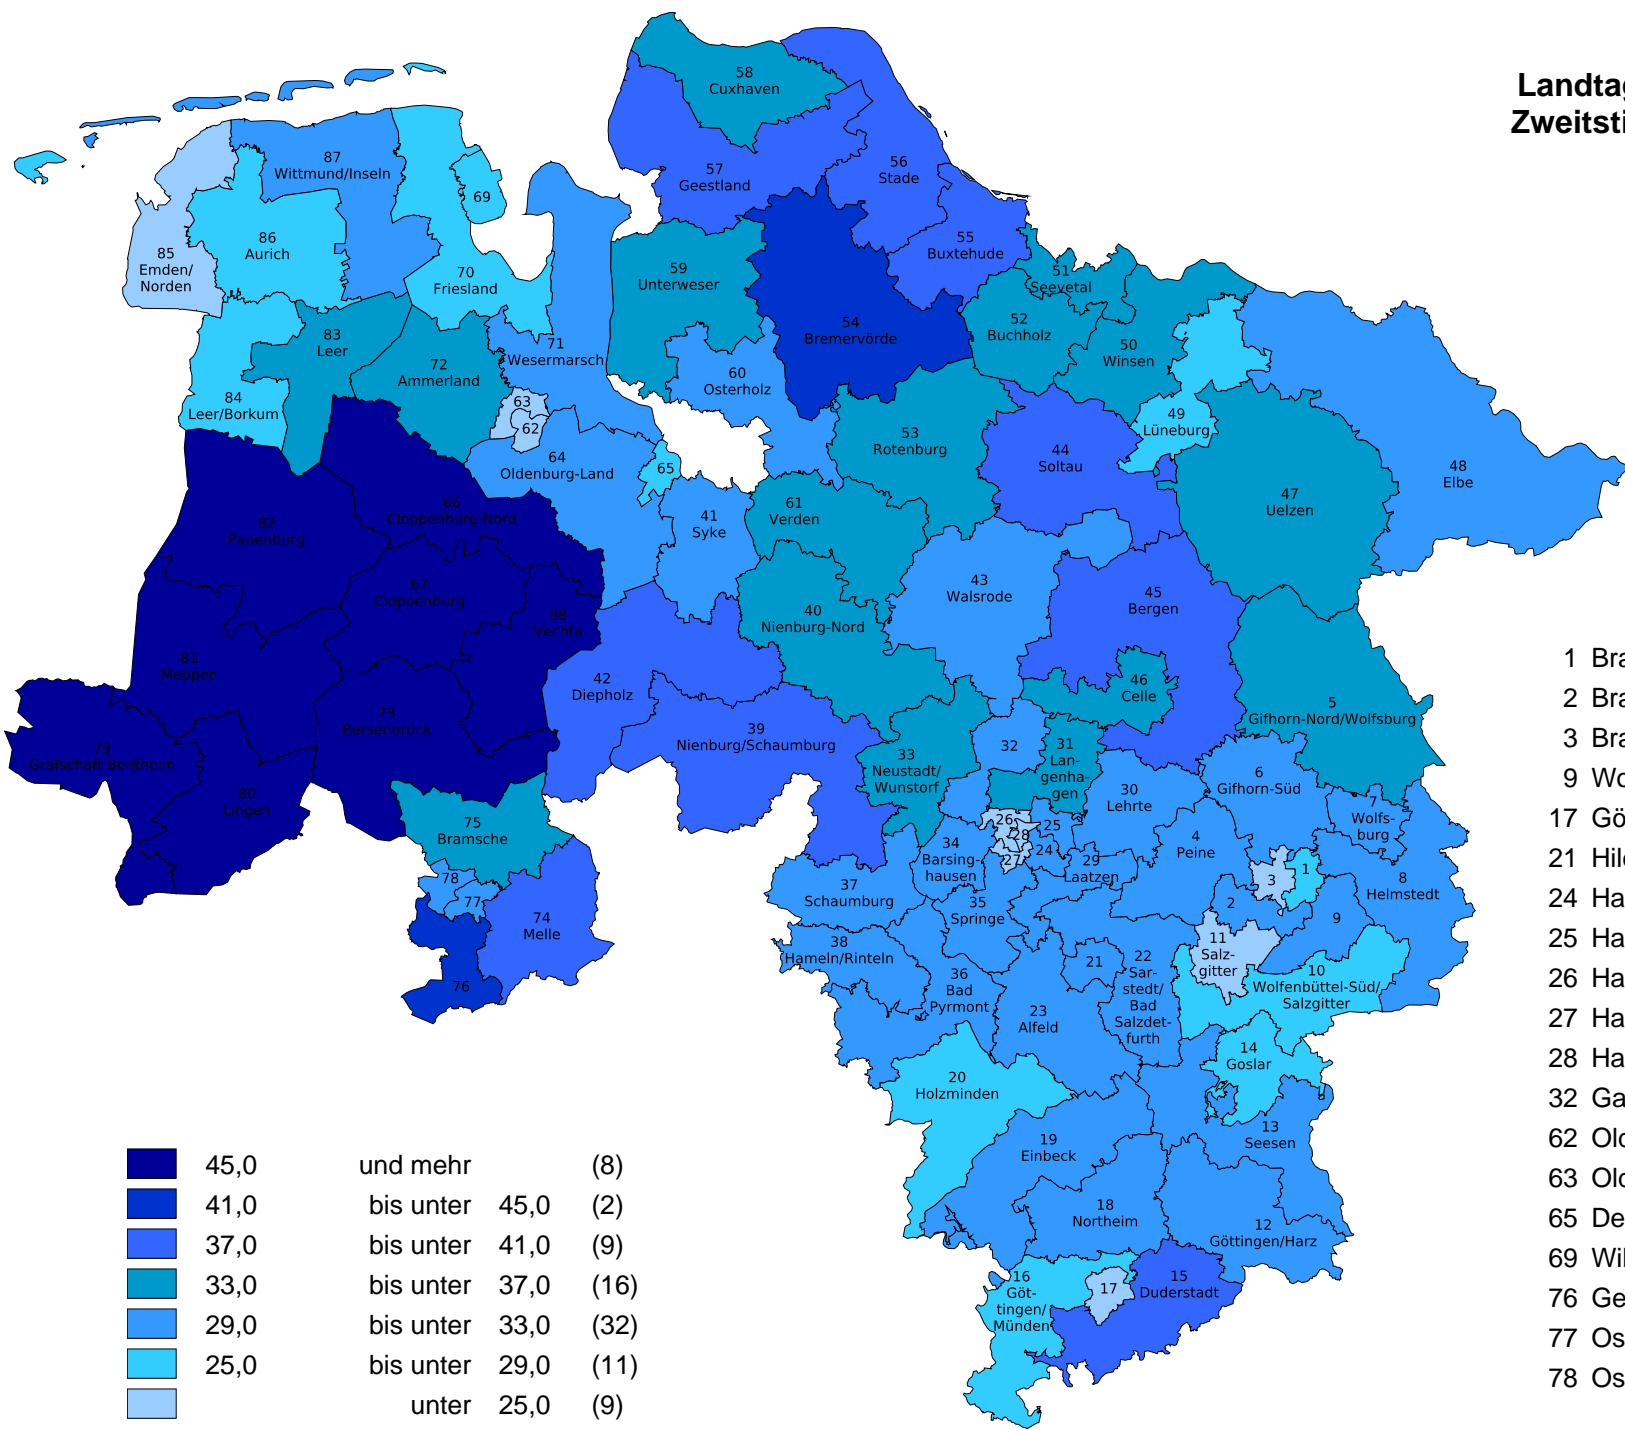 Landtag
Zweitsti
58
Cuxhaven
87
Wittmund/Inseln
56
Stade
57
Geestland
69
86
Aurich
55
Buxtehude
85
Emden/
Norden
70
Friesland
59
Unterweser
51
Seevetal
52
Buchholz
54
Bremervörde
83
Leer
71
Wesermarsch
50
Winsen
72
Ammerland
60
Osterholz
84
Leer/Borkum
63
62
49
Lüneburg
53
Rotenburg
44
Soltau
64
Oldenburg-Land
65
48
Elbe
47
Uelzen
66
Cloppenburg-Nord
61
Verden
41
Syke
82
Papenburg
43
Walsrode
67
Cloppenburg
45
Bergen
68
Vechta
40
Nienburg-Nord
81
Meppen
42
Diepholz
46
Celle
5
Gifhorn-Nord/Wolfsburg
73
Bersenbrück
39
Nienburg/Schaumburg
32
31
Lan-
genha-
gen
79
Grafschaft Bentheim
33
Neustadt/
Wunstorf
6
Gifhorn-Süd
30
Lehrte
80
Lingen
7
Wolfs-
burg
75
Bramsche
26
28
25
24
27
34
Barsing-
hausen
29
Laatzen
4
Peine
1
3
8
Helmstedt
78
77
37
Schaumburg
35
Springe
2
9
74
Melle
38
Hameln/Rinteln
11
Salz-
gitter
21
22
Sar-
stedt/
Bad
Salzdet-
furth
10
Wolfenbüttel-Süd/
Salzgitter
76
36
Bad
Pyrmont
23
Alfeld
14
Goslar
20
Holzminden
13
Seesen
19
Einbeck
18
Northeim
12
Göttingen/Harz
16
Göt-
tingen/
Münden
17
15
Duderstadt
45,0 und mehr (8)
41,0 bis unter 45,0 (2)
37,0 bis unter 41,0 (9)
33,0 bis unter 37,0 (16)
29,0 bis unter 33,0 (32)
25,0 bis unter 29,0 (11)
unter 25,0 (9)
1 Bra
2 Bra
3 Bra
9 Wo
17 Gö
21 Hild
24 Ha
25 Ha
26 Ha
27 Ha
28 Ha
32 Ga
62 Old
63 Old
65 De
69 Wil
76 Ge
77 Os
78 Os